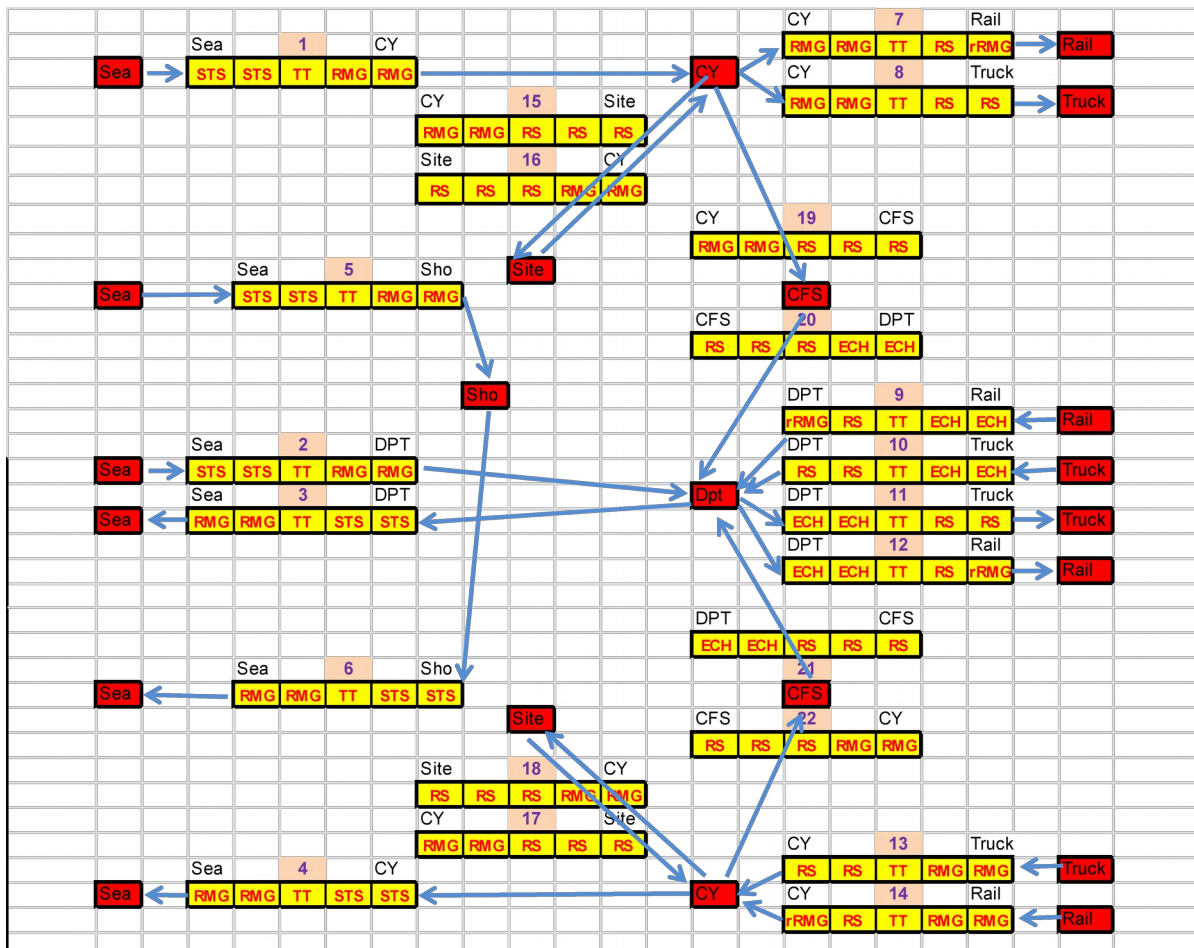 CY 7 Rail
Sea 1 CY RMG RMG TT RS rRMG Rail
Sea STS STS TT RMG RMG CY CY 8 Truck
CY 15 Site RMG RMG TT RS RS Truck
RMG RMG RS RS RS
Site 16 CY
RS RS RS RMG RMG
CY 19 CFS
RMG RMG RS RS RS
Sea 5 Sho Site
Sea STS STS TT RMG RMG CFS
CFS 20 DPT
RS RS RS ECH ECH
Sho DPT 9 Rail
rRMG RS TT ECH ECH Rail
Sea 2 DPT DPT 10 Truck
Sea STS STS TT RMG RMG RS RS TT ECH ECH Truck
Sea 3 DPT Dpt DPT 11 Truck
Sea RMG RMG TT STS STS ECH ECH TT RS RS Truck
DPT 12 Rail
ECH ECH TT RS rRMG Rail
DPT CFS
ECH ECH RS RS RS
Sea 6 Sho 21
Sea RMG RMG TT STS STS CFS
Site CFS 22 CY
RS RS RS RMG RMG
Site 18 CY
RS RS RS RMG RMG
CY 17 Site
RMG RMG RS RS RS CY 13 Truck
Sea 4 CY RS RS TT RMG RMG Truck
Sea RMG RMG TT STS STS CY CY 14 Rail
rRMG RS TT RMG RMG Rail